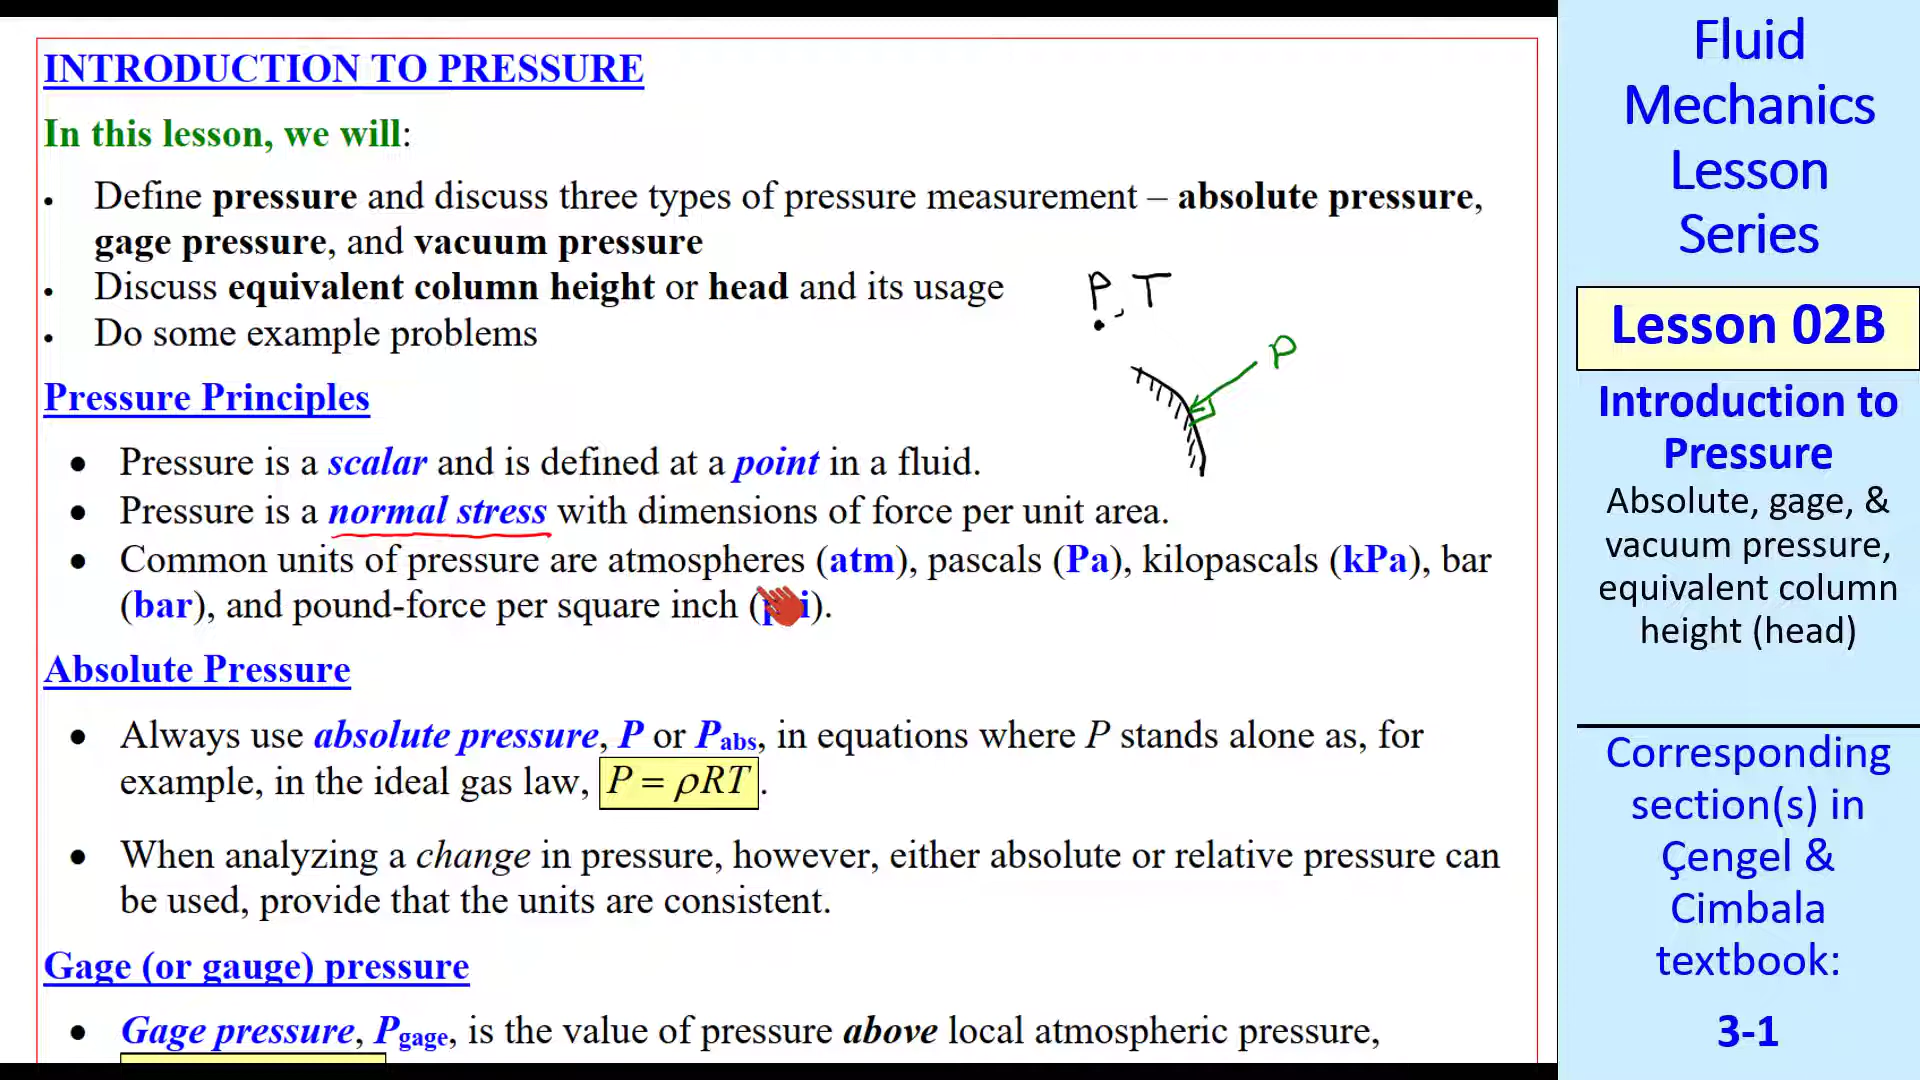 INTRODUCTION TO PRESSURE
In this lesson, we will:
• Define pressure and discuss three types of pressure measurement – absolute pressure,
gage pressure, and vacuum pressure
• Discuss equivalent column height or head and its usage
• Do some example problems
P, T
P
Pressure Principles
• Pressure is a scalar and is defined at a point in a fluid.
• Pressure is a normal stress with dimensions of force per unit area.
• Common units of pressure are atmospheres (atm), pascals (Pa), kilopascals (kPa), bar
(bar), and pound-force per square inch ( ).
Absolute Pressure
• Always use absolute pressure, P or Pabs, in equations where P stands alone as, for
example, in the ideal gas law, P = ρRT.
• When analyzing a change in pressure, however, either absolute or relative pressure can
be used, provide that the units are consistent.
Gage (or gauge) pressure
• Gage pressure, Pgage, is the value of pressure above local atmospheric pressure,
Fluid
Mechanics
Lesson
Series
Lesson 02B
Introduction to
Pressure
Absolute, gage, &
vacuum pressure,
equivalent column
height (head)
Corresponding
section(s) in
Çengel &
Cimbala
textbook:
3-1